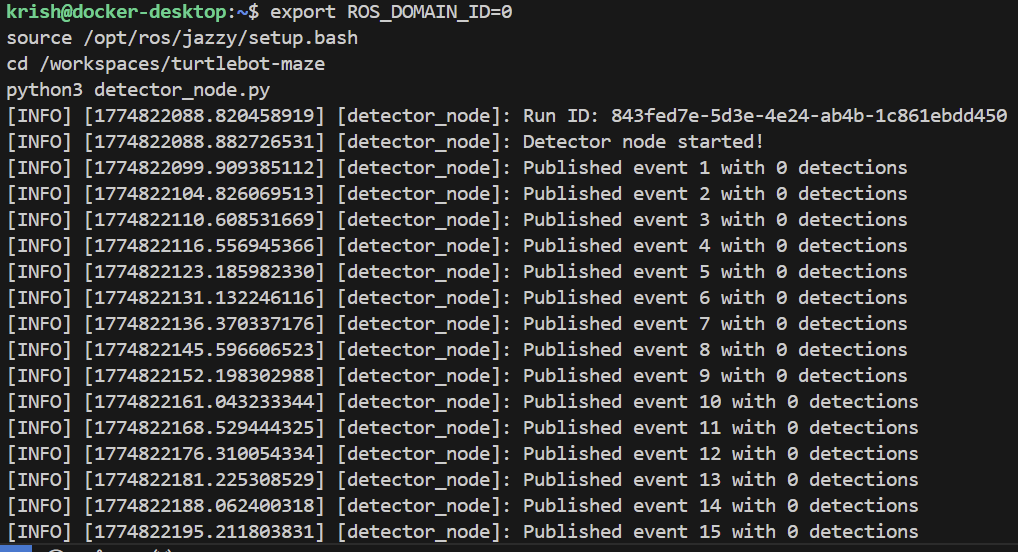 krish@docker-desktop:~$ export ROS_DOMAIN_ID=0
source /opt/ros/jazzy/setup.bash
cd /workspaces/turtlebot-maze
python3 detector_node.py
[INFO] [1774822088.820458919] [detector_node]: Run ID: 843fed7e-5d3e-4e24-ab4b-1c861ebdd450
[INFO] [1774822088.882726531] [detector_node]: Detector node started!
[INFO] [1774822099.909385112] [detector_node]: Published event 1 with 0 detections
[INFO] [1774822104.826069513] [detector_node]: Published event 2 with 0 detections
[INFO] [1774822110.608531669] [detector_node]: Published event 3 with 0 detections
[INFO] [1774822116.556945366] [detector_node]: Published event 4 with 0 detections
[INFO] [1774822123.185982330] [detector_node]: Published event 5 with 0 detections
[INFO] [1774822131.132246116] [detector_node]: Published event 6 with 0 detections
[INFO] [1774822136.370337176] [detector_node]: Published event 7 with 0 detections
[INFO] [1774822145.596606523] [detector_node]: Published event 8 with 0 detections
[INFO] [1774822152.198302988] [detector_node]: Published event 9 with 0 detections
[INFO] [1774822161.043233344] [detector_node]: Published event 10 with 0 detections
[INFO] [1774822168.529444325] [detector_node]: Published event 11 with 0 detections
[INFO] [1774822176.310054334] [detector_node]: Published event 12 with 0 detections
[INFO] [1774822181.225308529] [detector_node]: Published event 13 with 0 detections
[INFO] [1774822188.062400318] [detector_node]: Published event 14 with 0 detections
[INFO] [1774822195.211803831] [detector_node]: Published event 15 with 0 detections